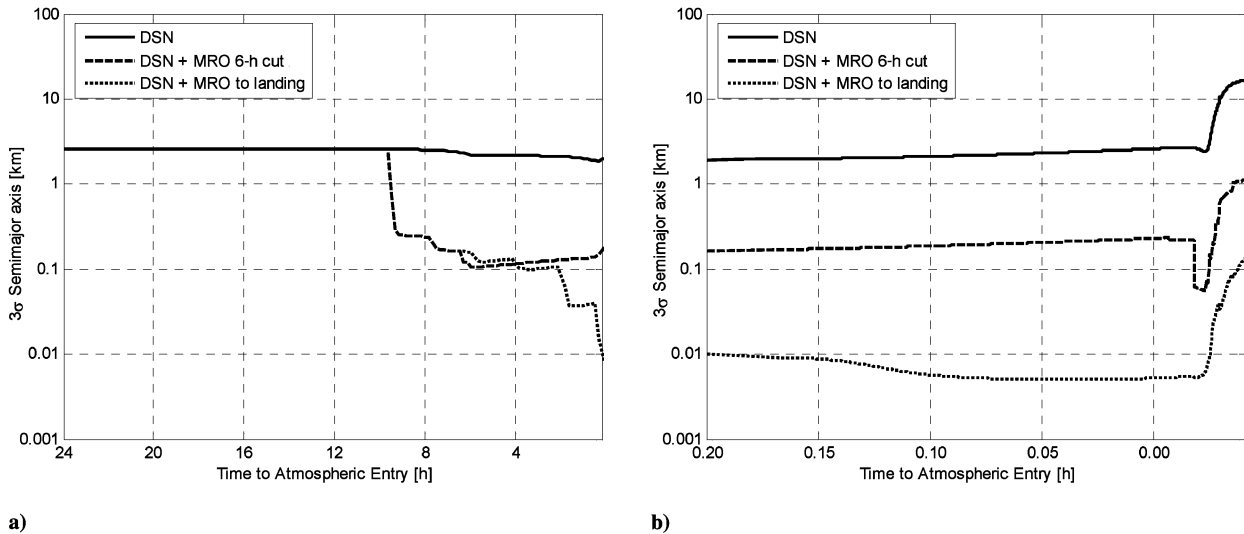 100
10
1
0.1
0.01
0.001
3σ Semimajor axis [km]
DSN
DSN + MRO 6-h cut
DSN + MRO to landing
24
20
16
12
8
4
Time to Atmospheric Entry [h]
a)
100
10
1
0.1
0.01
0.001
3σ Semimajor axis [km]
DSN
DSN + MRO 6-h cut
DSN + MRO to landing
0.20
0.15
0.10
0.05
0.00
Time to Atmospheric Entry [h]
b)